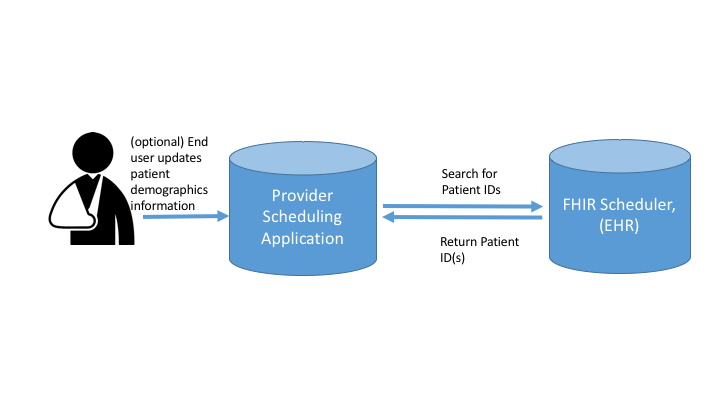 (optional) End
user updates
patient
demographics
information
Provider
Scheduling
Application
Search for
Patient IDs
Return Patient
ID(s)
FHIR Scheduler,
(EHR)